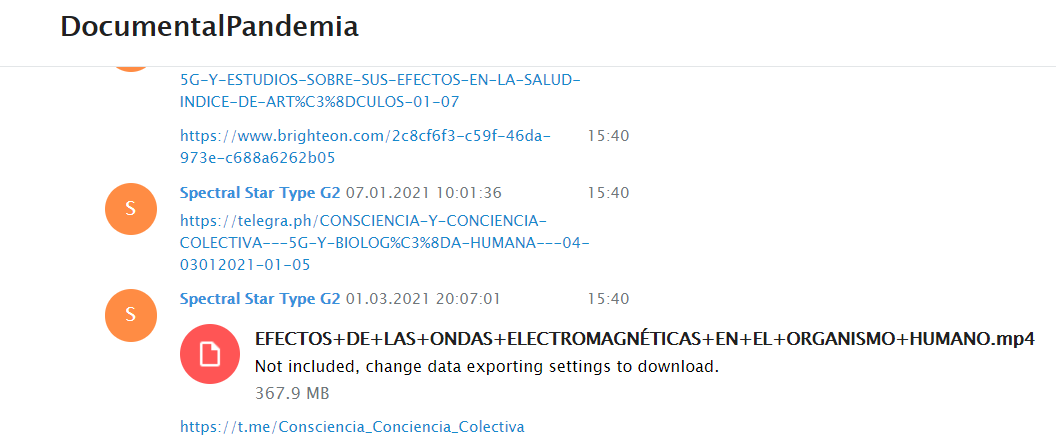 DocumentalPandemia
5G-Y-ESTUDIOS-SOBRE-SUS-EFECTOS-EN-LA-SALUD-
INDICE-DE-ART%C3%8DCULOS-01-07
https://www.brighteon.com/2c8cf6f3-c59f-46da- 15:40
973e-c688a6262b05
S
Spectral Star Type G2 07.01.2021 10:01:36 15:40
https://telegra.ph/CONSCIENCIA-Y-CONCIENCIA-
COLECTIVA---5G-Y-BIOLOG%C3%8DA-HUMANA---04-
03012021-01-05
S
Spectral Star Type G2 01.03.2021 20:07:01 15:40
EFECTOS+DE+LAS+ONDAS+ELECTROMAGNÉTICAS+EN+EL+ORGANISMO+HUMANO.mp4
Not included, change data exporting settings to download.
367.9 MB
https://t.me/Consciencia_Conciencia_Colectiva